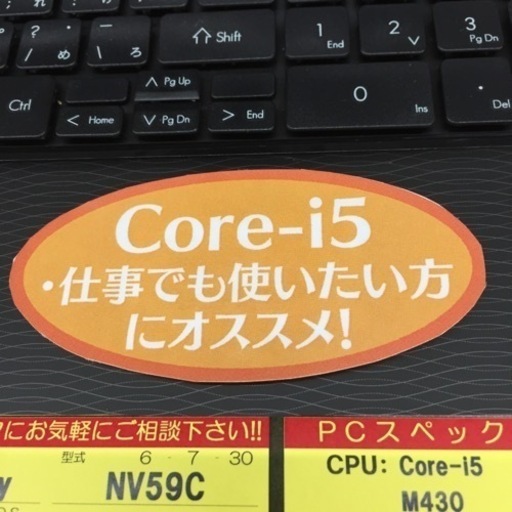 ? / め
" ろ
Shift
1 End
2
3 Pg Dn
Ctrl
Pg Up
Home
Pg Dn
End
0 Ins
. Del
Core-i5
・仕事でも使いたい方
にオススメ!
にお気軽にご相談下さい!!
型式 6-7-30
y NV59C
PCスペック
CPU: Core-i5
M430